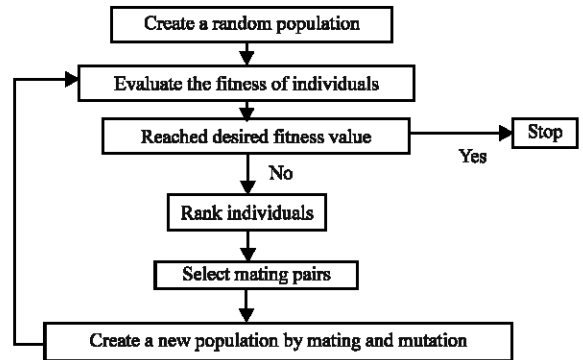 Create a random population
Evaluate the fitness of individuals
Reached desired fitness value
Stop
Yes
No
Rank individuals
Select mating pairs
Create a new population by mating and mutation